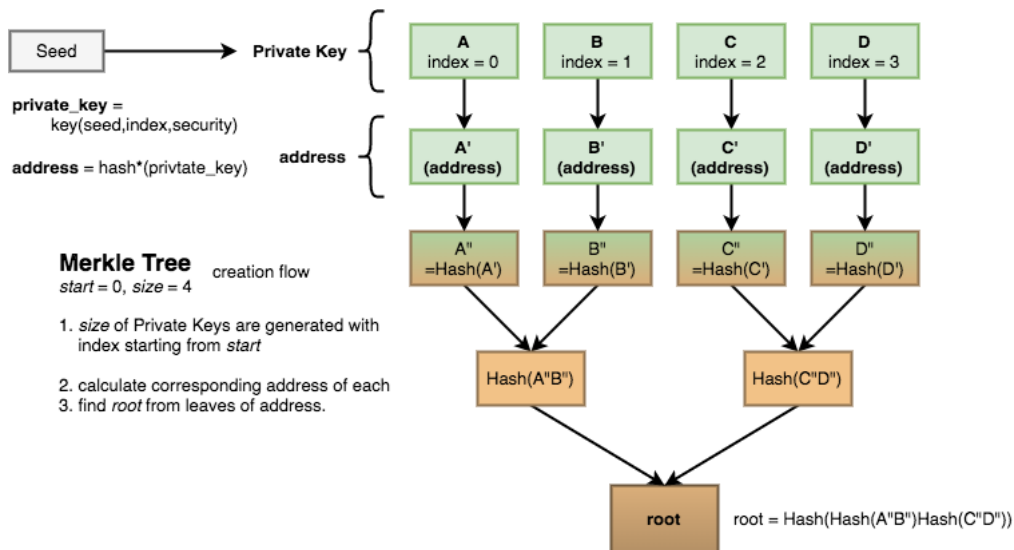 Seed
Private Key
A
index = 0
B
index = 1
C
index = 2
D
index = 3
private_key =
key(seed,index,security)
address = hash*(privtate_key)
address
A'
(address)
B'
(address)
C'
(address)
D'
(address)
A"
=Hash(A')
B"
=Hash(B')
C"
=Hash(C')
D"
=Hash(D')
Merkle Tree creation flow
start = 0, size = 4
1. size of Private Keys are generated with
index starting from start
2. calculate corresponding address of each
3. find root from leaves of address.
Hash(A"B")
Hash(C"D")
root
root = Hash(Hash(A"B")Hash(C"D"))